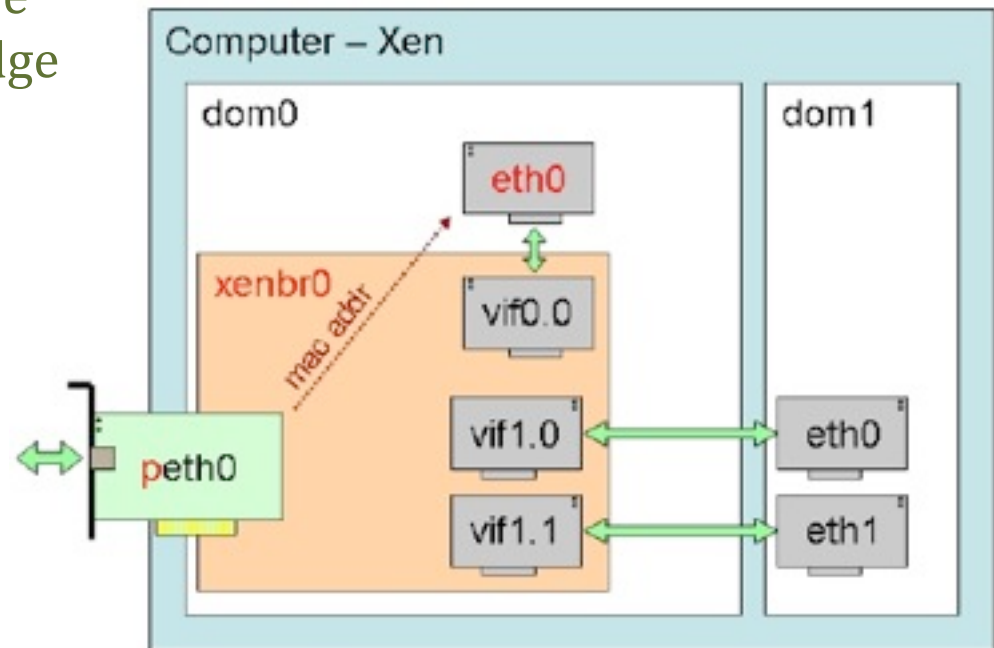 Computer – Xen
dom0
dom1
eth0
xenbr0
mac addr
vif0.0
peth0
vif1.0
eth0
vif1.1
eth1